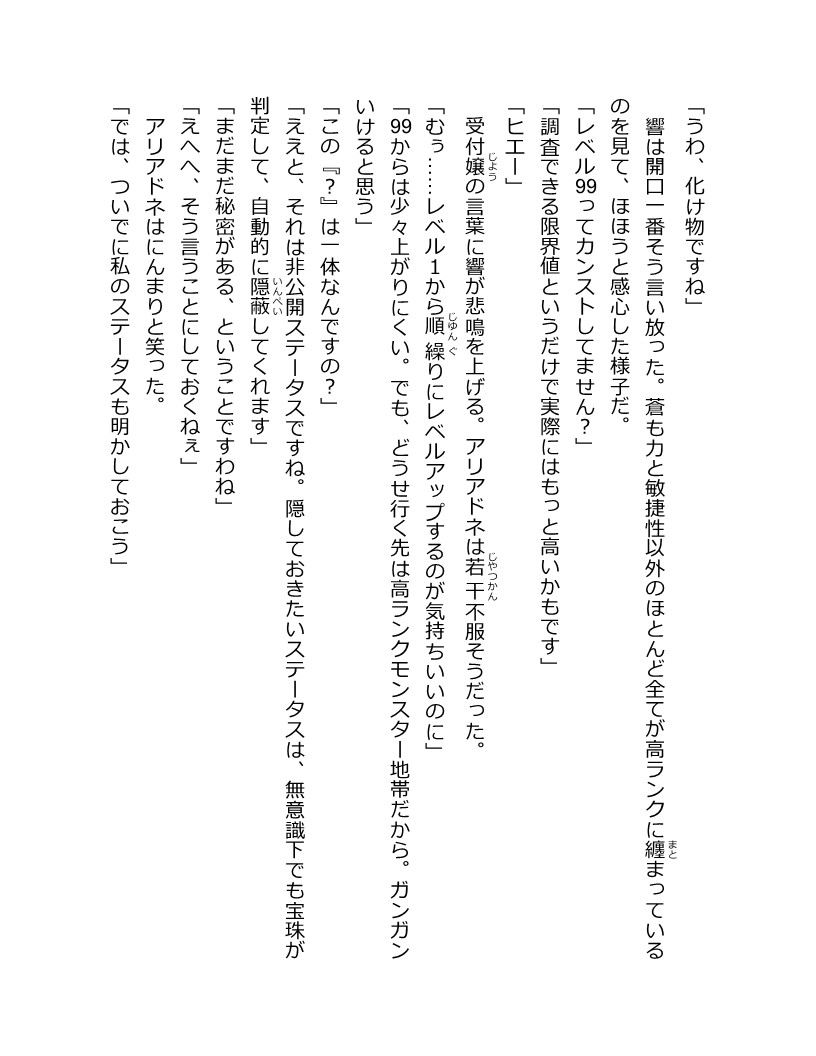 「うわ、化け物ですね」
　響は開口一番そう言い放った。蒼も力と敏捷性以外のほとんど全てが高ランクに纏まっている
のを見て、ほほうと感心した様子だ。
「レベル99ってカンストしてません？」
「調査できる限界値というだけで実際にはもっと高いかもです」
「ヒエー」
　受付嬢の言葉に響が悲鳴を上げる。アリアドネは若干不服そうだった。
「むぅ……レベル１から順繰りにレベルアップするのが気持ちいいのに」
「99からは少々上がりにくい。でも、どうせ行く先は高ランクモンスター地帯だから。ガンガン
いけると思う」
「この『？』は一体なんですの？」
「ええと、それは非公開ステータスですね。隠しておきたいステータスは、無意識下でも宝珠が
判定して、自動的に隠蔽してくれます」
「まだまだ秘密がある、ということですわね」
「えへへ、そう言うことにしておくねぇ」
　アリアドネはにんまりと笑った。
「では、ついでに私のステータスも明かしておこう」